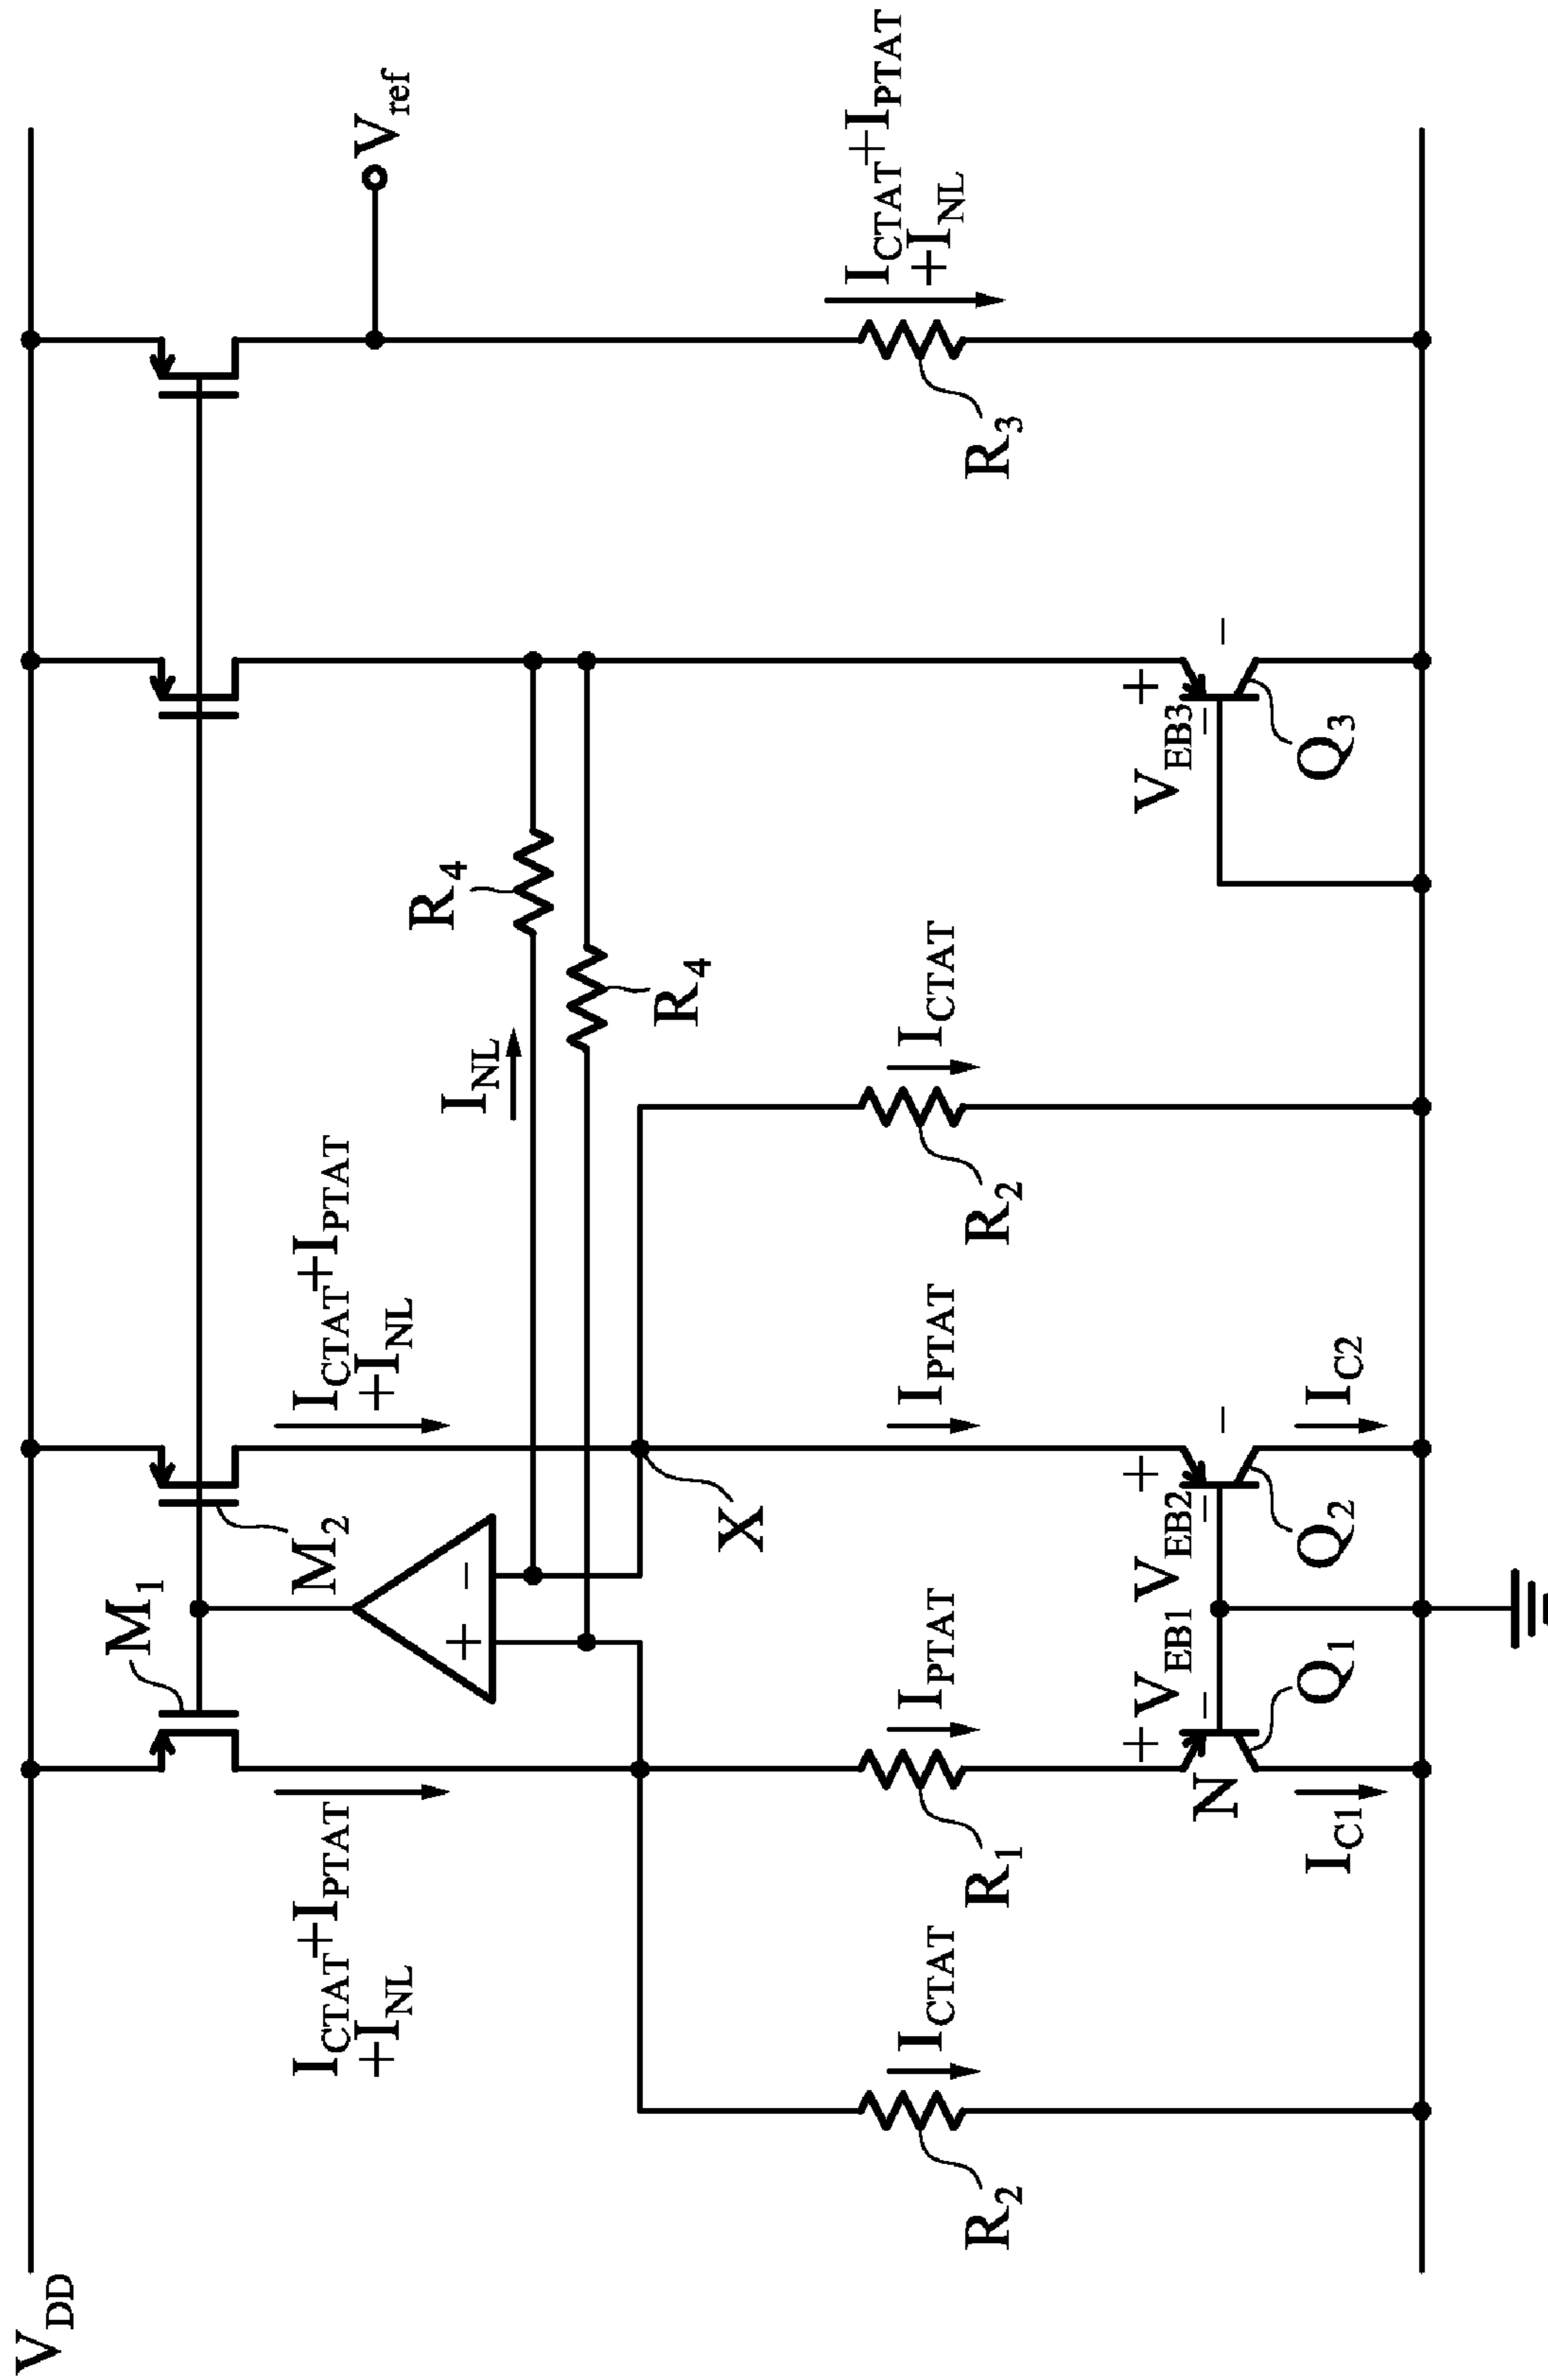 V_DD
M_1
M_2
V_ref
I_CTAT+I_PTAT
+I_NL
I_CTAT+I_PTAT
+I_NL
I_NL
R_4
R_4
+
-
X
I_CTAT
R_2
I_PTAT
R_1
I_PTAT
I_CTAT
R_2
I_CTAT+I_PTAT
+I_NL
R_3
N
+
V_EB1
-
Q_1
I_C1
+
V_EB2
-
-
Q_2
I_C2
+
V_EB3
-
-
Q_3